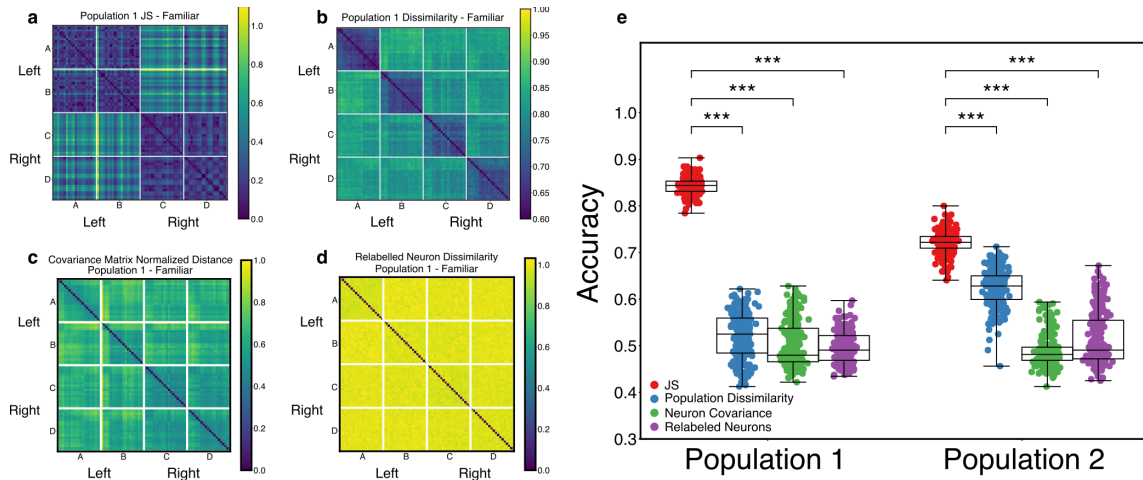 a
Population 1 JS - Familiar
A
Left
B
C
Right
D
A B C D
Left Right
1.0
0.8
0.6
0.4
0.2
0.0
b
Population 1 Dissimilarity - Familiar
A
Left
B
C
Right
D
A B C D
Left Right
1.00
0.95
0.90
0.85
0.80
0.75
0.70
0.65
0.60
c
Covariance Matrix Normalized Distance
Population 1 - Familiar
A
Left
B
C
Right
D
A B C D
Left Right
1.0
0.8
0.6
0.4
0.2
0.0
d
Relabelled Neuron Dissimilarity
Population 1 - Familiar
A
Left
B
C
Right
D
A B C D
Left Right
1.0
0.8
0.6
0.4
0.2
0.0
e
Accuracy
1.0
0.9
0.8
0.7
0.6
0.5
0.4
0.3
*** ***
*** ***
*** ***
JS
Population Dissimilarity
Neuron Covariance
Relabeled Neurons
Population 1 Population 2